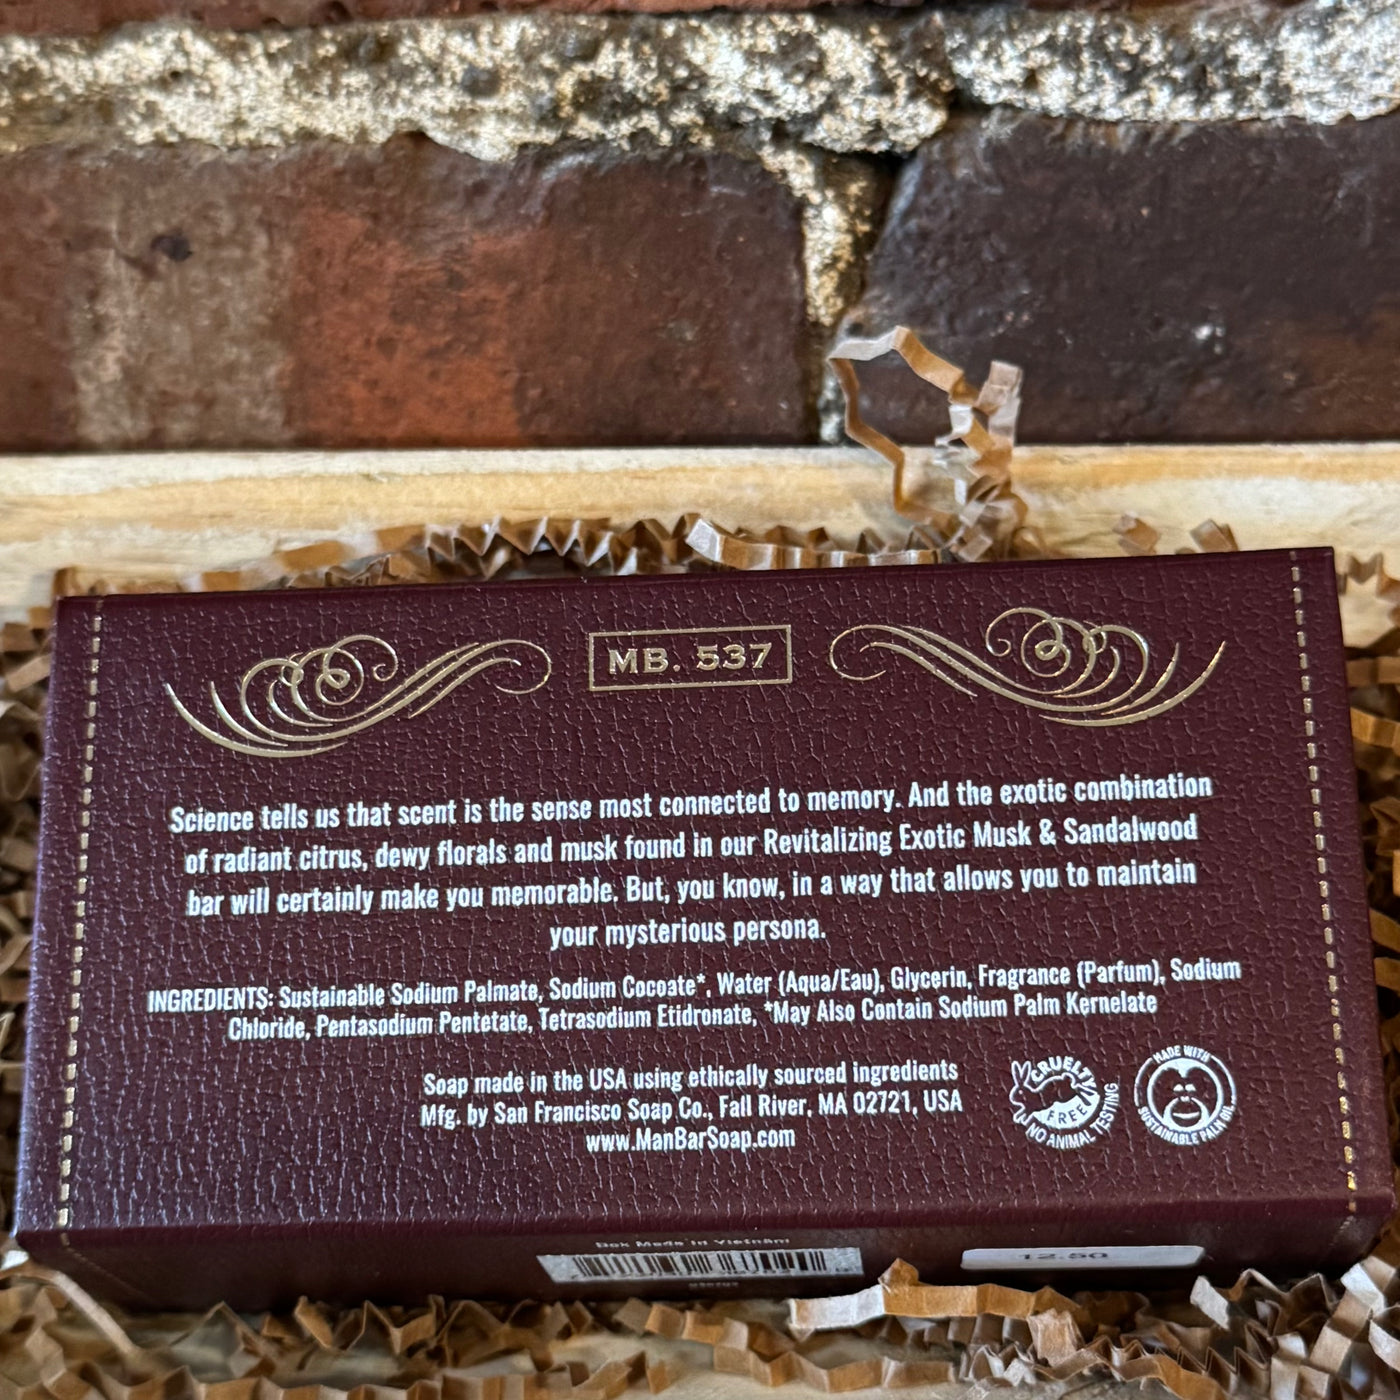 MB. 537
Science tells us that scent is the sense most connected to memory. And the exotic combination
of radiant citrus, dewy florals and musk found in our Revitalizing Exotic Musk & Sandalwood
bar will certainly make you memorable. But, you know, in a way that allows you to maintain
your mysterious persona.
INGREDIENTS: Sustainable Sodium Palmate, Sodium Cocoate*, Water (Aqua/Eau), Glycerin, Fragrance (Parfum), Sodium
Chloride, Pentasodium Pentetate, Tetrasodium Etidronate, *May Also Contain Sodium Palm Kernelate
Soap made in the USA using ethically sourced ingredients
Mfg. by San Francisco Soap Co., Fall River, MA 02721, USA
www.ManBarSoap.com
CRUELTY
FREE
NO ANIMAL TESTING
MADE WITH
SUSTAINABLE PALM OIL
Box Made in Vietnam
12.50